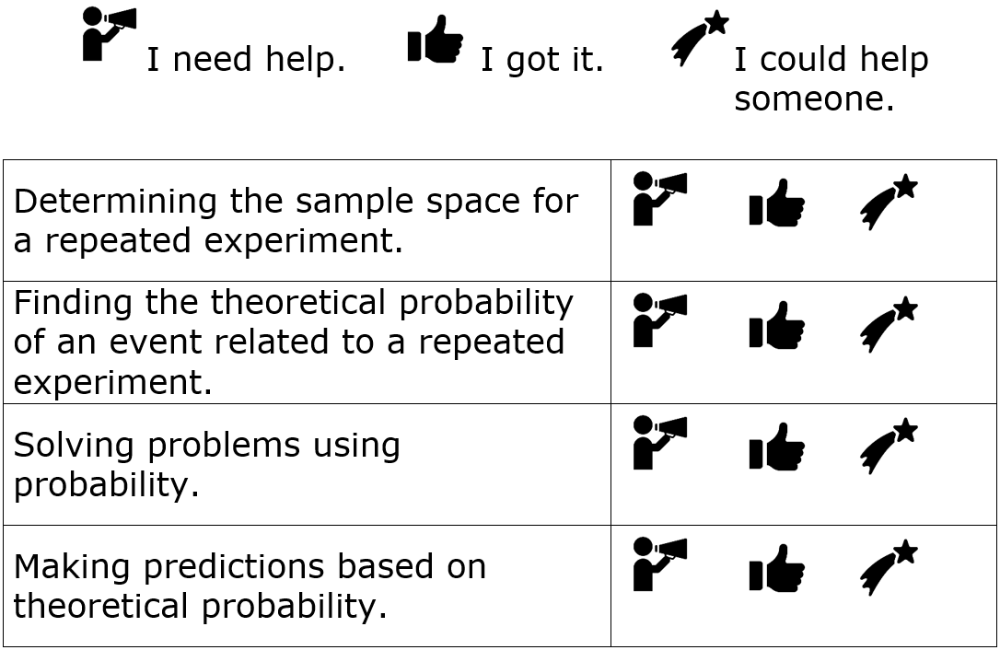 I need help.
I got it.
I could help
someone.
Determining the sample space for
a repeated experiment.
Finding the theoretical probability
of an event related to a repeated
experiment.
Solving problems using
probability.
Making predictions based on
theoretical probability.